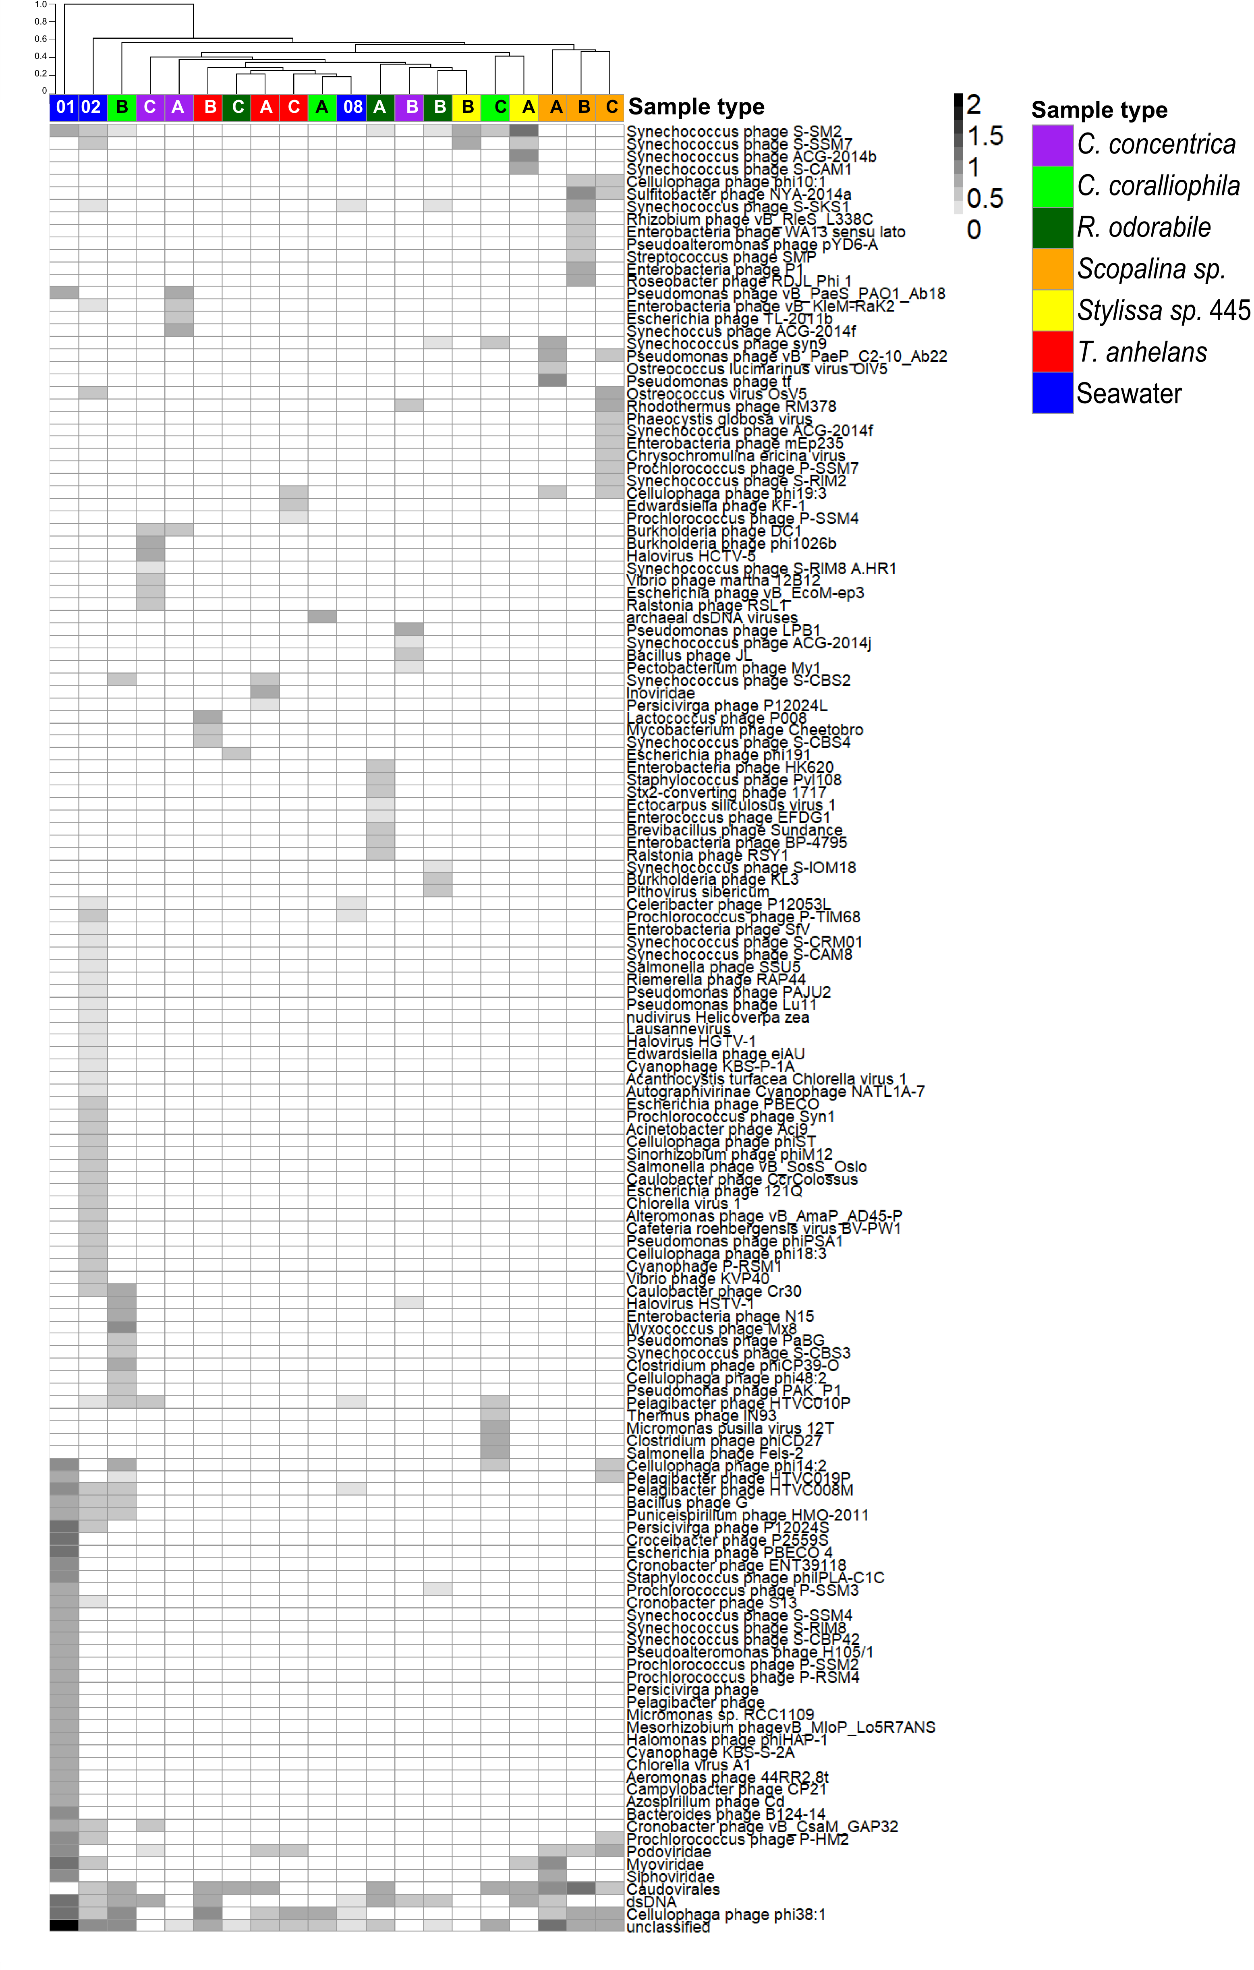 1.0
0.8
0.6
0.4
0.2
0
01 02 B C A B C A C A 08 A B B B C A A B C Sample type
Synechococcus phage S-SM2
Synechococcus phage S-SSM7
Synechococcus phage ACG-2014b
Synechococcus phage S-CAM1
Cellulophaga phage phi10:1
Sulfitobacter phage NYA-2014a
Synechococcus phage S-SKS1
Rhizobium phage vB_RleS_L338C
Enterobacteria phage WA13 sensu lato
Pseudoalteromonas phage pYD6-A
Streptococcus phage SMP
Enterobacteria phage P1
Roseobacter phage RDJL Phi 1
Pseudomonas phage vB_PaeS_PAO1_Ab18
Enterobacteria phage vB_KleM-RaK2
Escherichia phage TL-2011b
Synechoccus phage ACG-2014f
Synechococcus phage syn9
Pseudomonas phage vB_PaeP_C2-10_Ab22
Ostreococcus lucimarinus virus OlV5
Pseudomonas phage tf
Ostreococcus virus OsV5
Rhodothermus phage RM378
Phaeocystis globosa virus
Synechococcus phage ACG-2014f
Enterobacteria phage mEp235
Chrysochromulina ericina virus
Prochlorococcus phage P-SSM7
Synechococcus phage S-RIM2
Cellulophaga phage phi19:3
Edwardsiella phage KF-1
Prochlorococcus phage P-SSM4
Burkholderia phage DC1
Burkholderia phage phi1026b
Halovirus HCTV-5
Synechococcus phage S-RIM8 A.HR1
Vibrio phage martha 12B12
Escherichia phage vB_EcoM-ep3
Ralstonia phage RSL1
archaeal dsDNA viruses
Pseudomonas phage LPB1
Synechococcus phage ACG-2014j
Bacillus phage JL
Pectobacterium phage My1
Synechococcus phage S-CBS2
Inoviridae
Persicivirga phage P12024L
Lactococcus phage P008
Mycobacterium phage Cheetobro
Synechococcus phage S-CBS4
Escherichia phage phi191
Enterobacteria phage HK620
Staphylococcus phage Pvl108
Stx2-converting phage 1717
Ectocarpus siliculosus virus 1
Enterococcus phage EFDG1
Brevibacillus phage Sundance
Enterobacteria phage BP-4795
Ralstonia phage RSY1
Synechococcus phage S-IOM18
Burkholderia phage KL3
Pithovirus sibericum
Celeribacter phage P12053L
Prochlorococcus phage P-TIM68
Enterobacteria phage SfV
Synechococcus phage S-CRM01
Synechococcus phage S-CAM8
Salmonella phage SSU5
Riemerella phage RAP44
Pseudomonas phage PAJU2
Pseudomonas phage Lu11
nudivirus Helicoverpa zea
Lausannevirus
Halovirus HGTV-1
Edwardsiella phage eiAU
Cyanophage KBS-P-1A
Acanthocystis turfacea Chlorella virus 1
Autographivirinae Cyanophage NATL1A-7
Escherichia phage PBECO
Prochlorococcus phage Syn1
Acinetobacter phage Acj9
Cellulophaga phage phiST
Sinorhizobium phage phiM12
Salmonella phage vB_SosS_Oslo
Caulobacter phage CcrColossus
Escherichia phage 121Q
Chlorella virus 1
Alteromonas phage vB_AmaP_AD45-P
Cafeteria roenbergensis virus BV-PW1
Pseudomonas phage phiPSA1
Cellulophaga phage phi18:3
Cyanophage P-RSM1
Vibrio phage KVP40
Caulobacter phage Cr30
Halovirus HSTV-1
Enterobacteria phage N15
Myxococcus phage Mx8
Pseudomonas phage PaBG
Synechococcus phage S-CBS3
Clostridium phage phiCP39-O
Cellulophaga phage phi48:2
Pseudomonas phage PAK_P1
Pelagibacter phage HTVC010P
Thermus phage IN93
Micromonas pusilla virus 12T
Clostridium phage phiCD27
Salmonella phage Fels-2
Cellulophaga phage phi14:2
Pelagibacter phage HTVC019P
Pelagibacter phage HTVC008M
Bacillus phage G
Puniceispirillum phage HMO-2011
Persicivirga phage P12024S
Croceibacter phage P2559S
Escherichia phage PBECO 4
Cronobacter phage ENT39118
Staphylococcus phage phiIPLA-C1C
Prochlorococcus phage P-SSM3
Cronobacter phage S13
Synechococcus phage S-SSM4
Synechococcus phage S-RIM8
Synechococcus phage S-CBP42
Pseudoalteromonas phage H105/1
Prochlorococcus phage P-SSM2
Prochlorococcus phage P-RSM4
Persicivirga phage
Pelagibacter phage
Micromonas sp. RCC1109
Mesorhizobium phagevB_MloP_Lo5R7ANS
Halomonas phage phiHAP-1
Cyanophage KBS-S-2A
Chlorella virus A1
Aeromonas phage 44RR2.8t
Campylobacter phage CP21
Azospirillum phage Cd
Bacteroides phage B124-14
Cronobacter phage vB_CsaM_GAP32
Prochlorococcus phage P-HM2
Podoviridae
Myoviridae
Siphoviridae
Caudovirales
dsDNA
Cellulophaga phage phi38:1
unclassified
2
1.5
1
0.5
0
Sample type
C. concentrica
C. coralliophila
R. odorabile
Scopalina sp.
Stylissa sp. 445
T. anhelans
Seawater